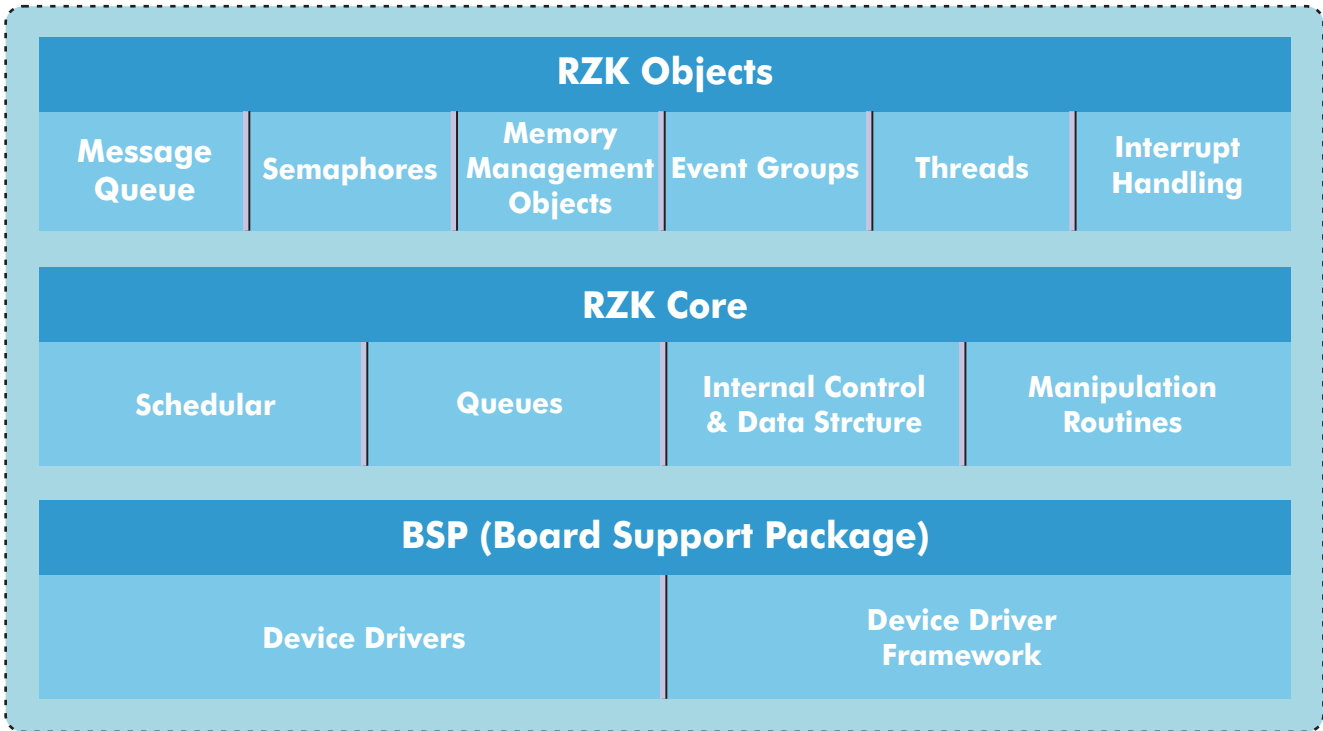 RZK Objects
Message
Queue
Semaphores
Memory
Management
Objects
Event Groups
Threads
Interrupt
Handling
RZK Core
Schedular
Queues
Internal Control
& Data Strcture
Manipulation
Routines
BSP (Board Support Package)
Device Drivers
Device Driver
Framework